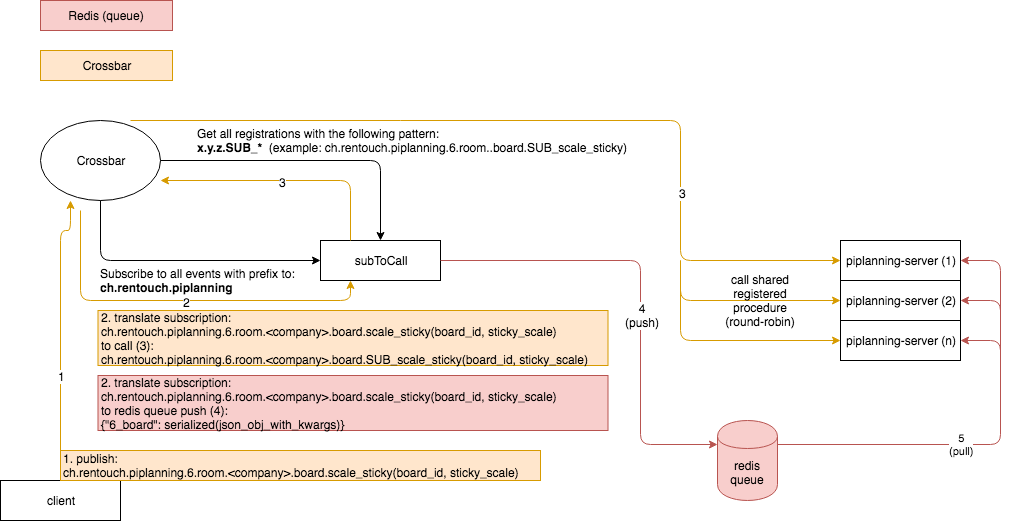 Redis (queue)
Crossbar
Get all registrations with the following pattern:
x.y.z.SUB_* (example: ch.rentouch.piplanning.6.room..board.SUB_scale_sticky)
Crossbar
3
3
subToCall
piplanning-server (1)
Subscribe to all events with prefix to:
ch.rentouch.piplanning
2
call shared
registered
procedure
(round-robin)
piplanning-server (2)
piplanning-server (n)
4
(push)
2. translate subscription:
ch.rentouch.piplanning.6.room.<company>.board.scale_sticky(board_id, sticky_scale)
to call (3):
ch.rentouch.piplanning.6.room.<company>.board.SUB_scale_sticky(board_id, sticky_scale)
1
2. translate subscription:
ch.rentouch.piplanning.6.room.<company>.board.scale_sticky(board_id, sticky_scale)
to redis queue push (4):
{"6_board": serialized(json_obj_with_kwargs)}
5
(pull)
redis
queue
1. publish:
ch.rentouch.piplanning.6.room.<company>.board.scale_sticky(board_id, sticky_scale)
client